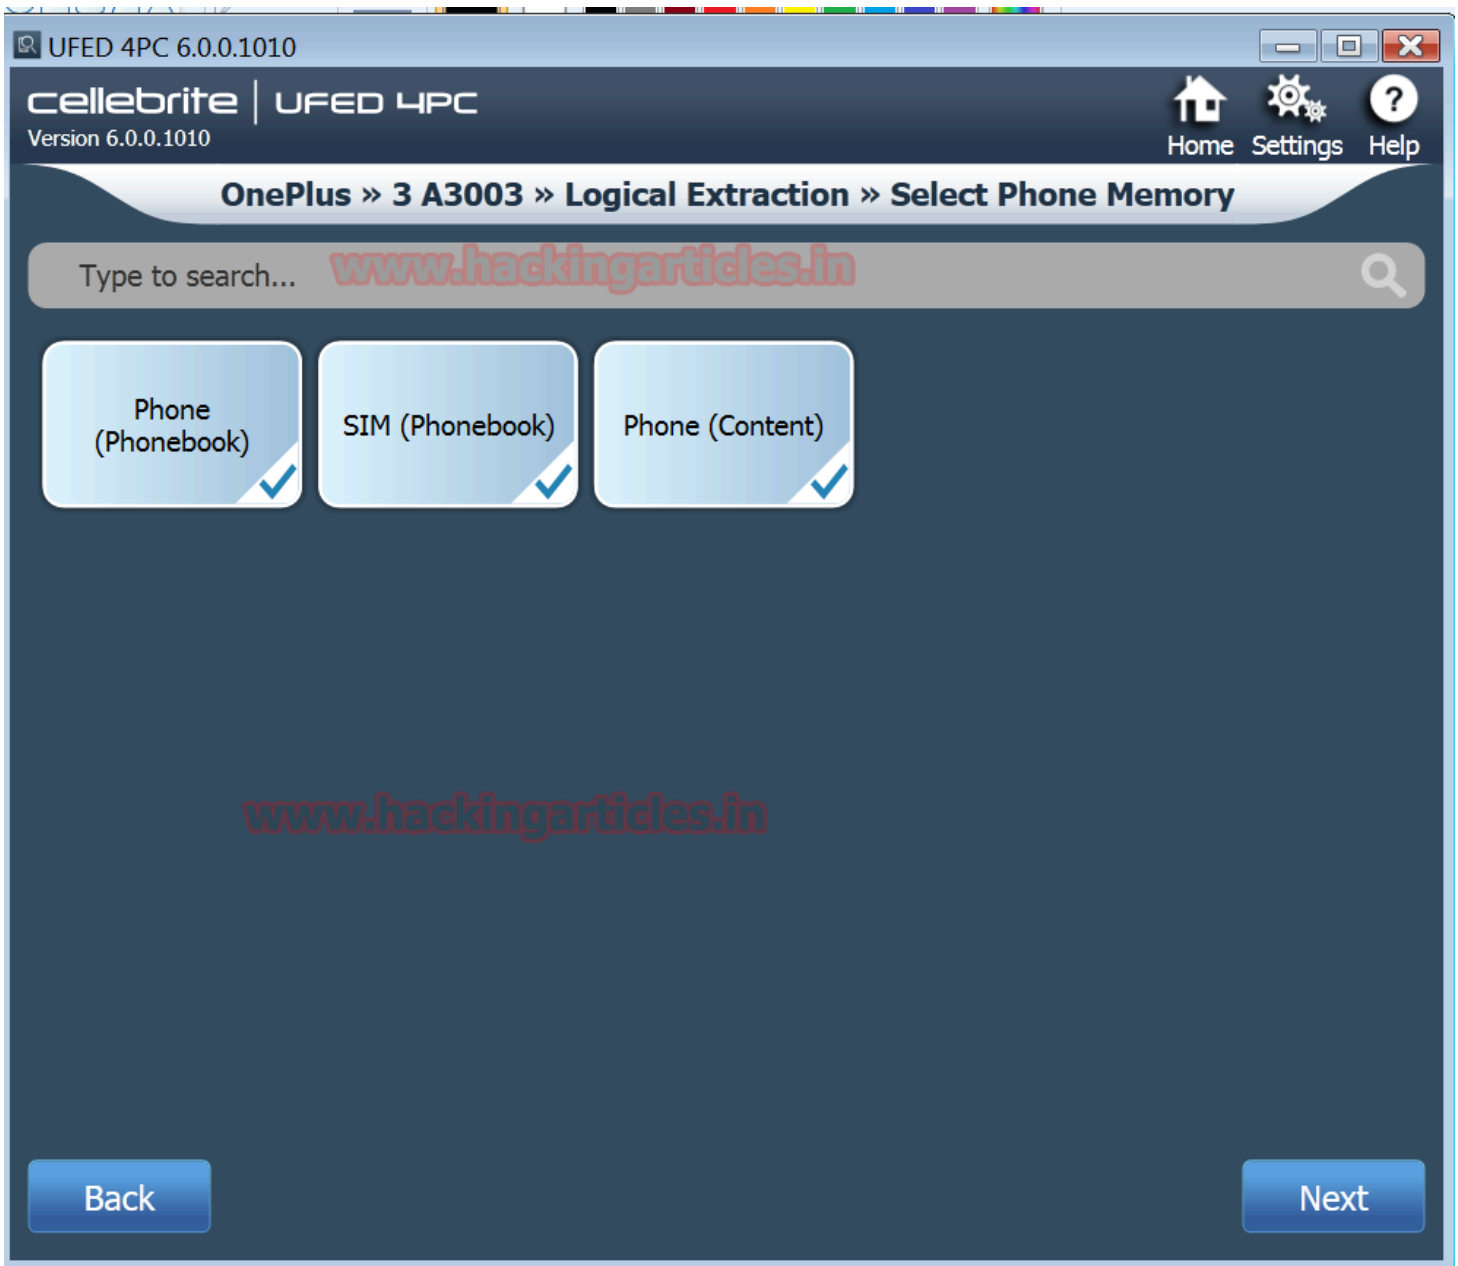 UFED 4PC 6.0.0.1010
cellebrite | UFED 4PC
Version 6.0.0.1010
Home Settings Help
OnePlus » 3 A3003 » Logical Extraction » Select Phone Memory
Type to search...
www.hackingarticles.in
Phone
(Phonebook)
SIM (Phonebook)
Phone (Content)
www.hackingarticles.in
Back
Next